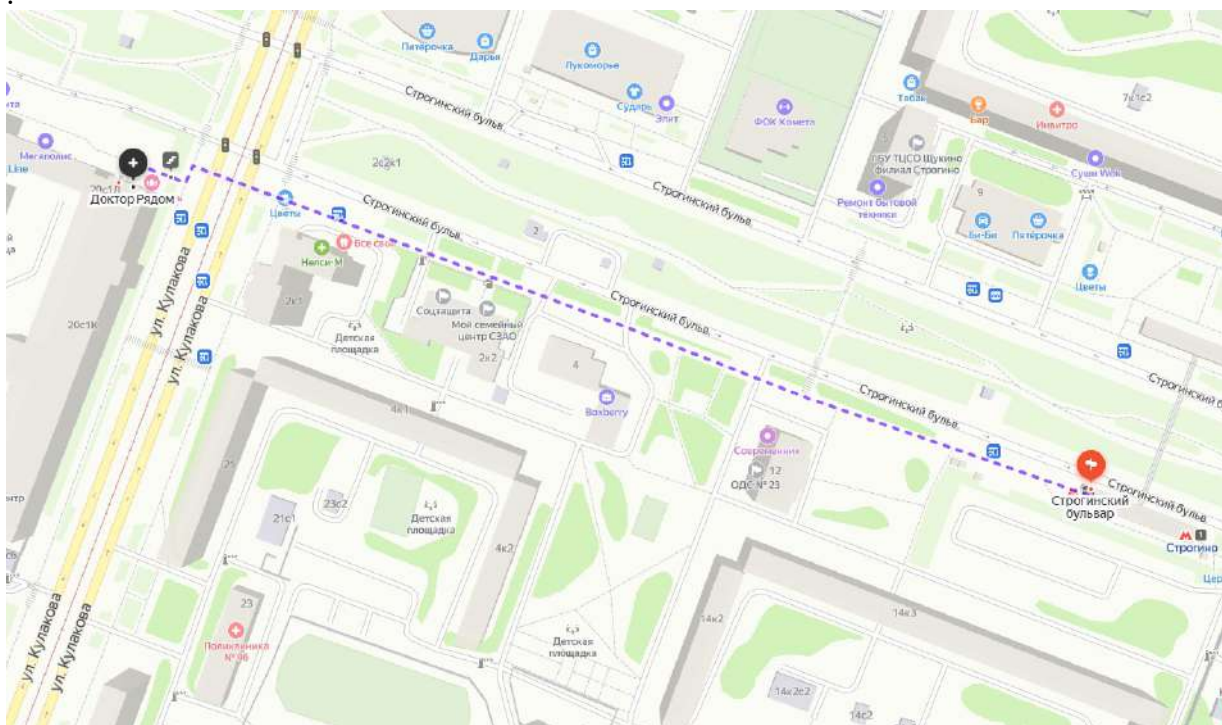 .
Пятёрочка
Дарья
Лукоморье
Сударь
Элит
ФОК Комета
Табак
Бар
Инвитро
7к1с2
Строгинский бульв.
Мегаполис
Line
20с1Л
Доктор Рядом
2с2к1
5
ГБУ ТЦСО Щукино
филиал Строгино
Суши Wok
Ремонт бытовой
техники
9
Би-Би
Пятёрочка
Цветы
Строгинский бульв.
Цветы
Строгинский бульв.
2
Все свои
Нелси-М
2к1
ул. Кулакова
ул. Кулакова
20с1К
Соцзащита
Мой семейный
центр СЗАО
2к2
Детская
площадка
4
Boxberry
Строгинский бульв.
Строгинский б
Строгинский бульв.
4к1
21
Современник
12
ОДС № 23
Строгинский бульв.
Строгинский
бульвар
1
Строгино
Цер
23с2
21с1
Детская
площадка
4к2
23
Поликлиника
№ 96
ул. Кулакова
ул. Кулакова
Детская
площадка
14к2
14к3
14к2с2
14с2